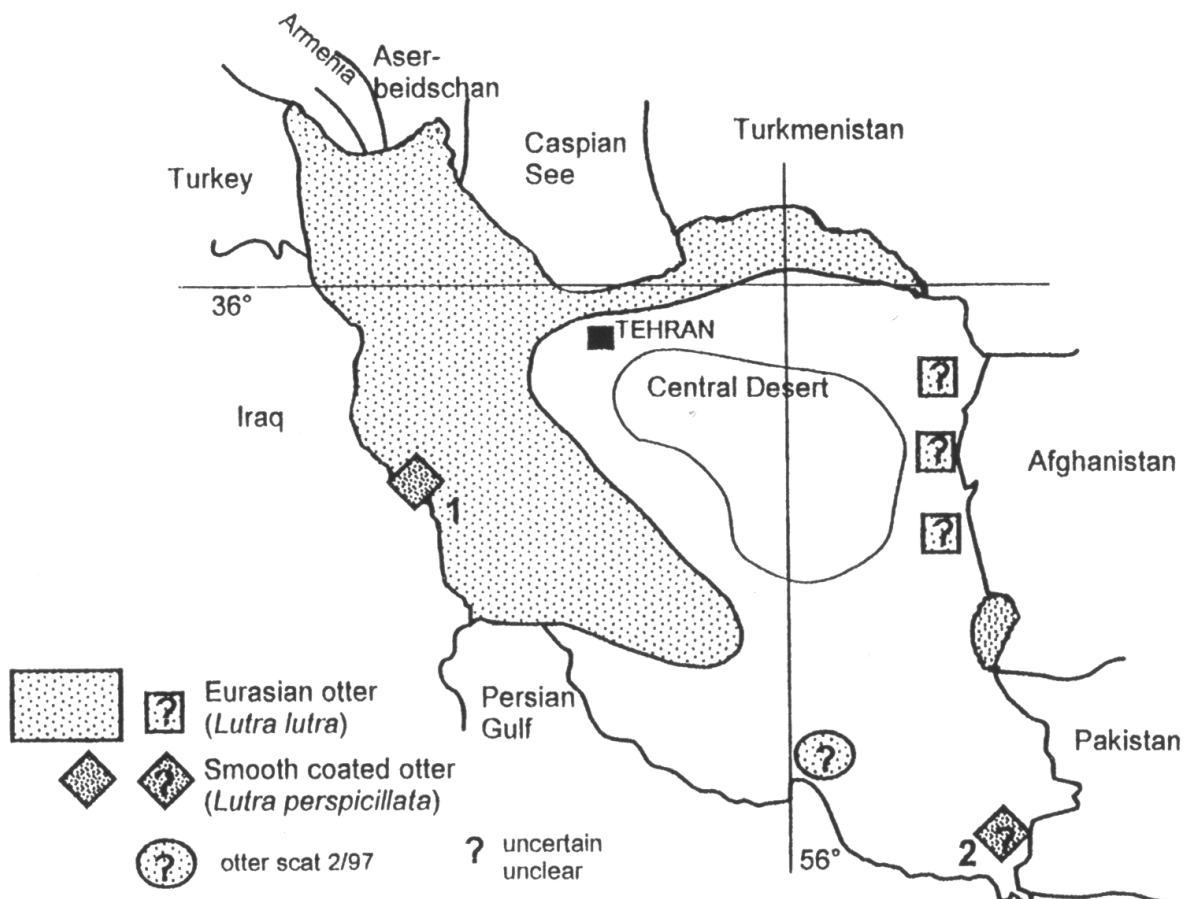 Armenia
Aser-
beidschan
Caspian
See
Turkmenistan
Turkey
36°
TEHRAN
Central Desert
?
Iraq
?
Afghanistan
1
?
Persian
Gulf
Pakistan
?
56°
2
?
? Eurasian otter
(Lutra lutra)
? Smooth coated otter
(Lutra perspicillata)
? otter scat 2/97
? uncertain
unclear